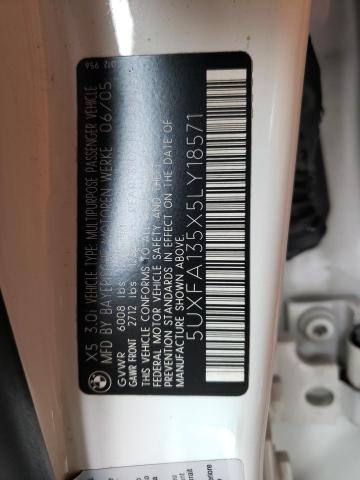 X5 3.0i VEHICLE TYPE: MULTIPURPOSE PASSENGER VEHICLE
MFD BY BAYERISCHE MOTOREN WERKE 06/05
GVWR 6008 lbs
GAWR FRONT 2712 lbs
THIS VEHICLE CONFORMS TO ALL
FEDERAL MOTOR VEHICLE SAFETY AND THEFT
PREVENTION STANDARDS IN EFFECT ON THE DATE OF
MANUFACTURE SHOWN ABOVE.
5UXFA135X5LY18571